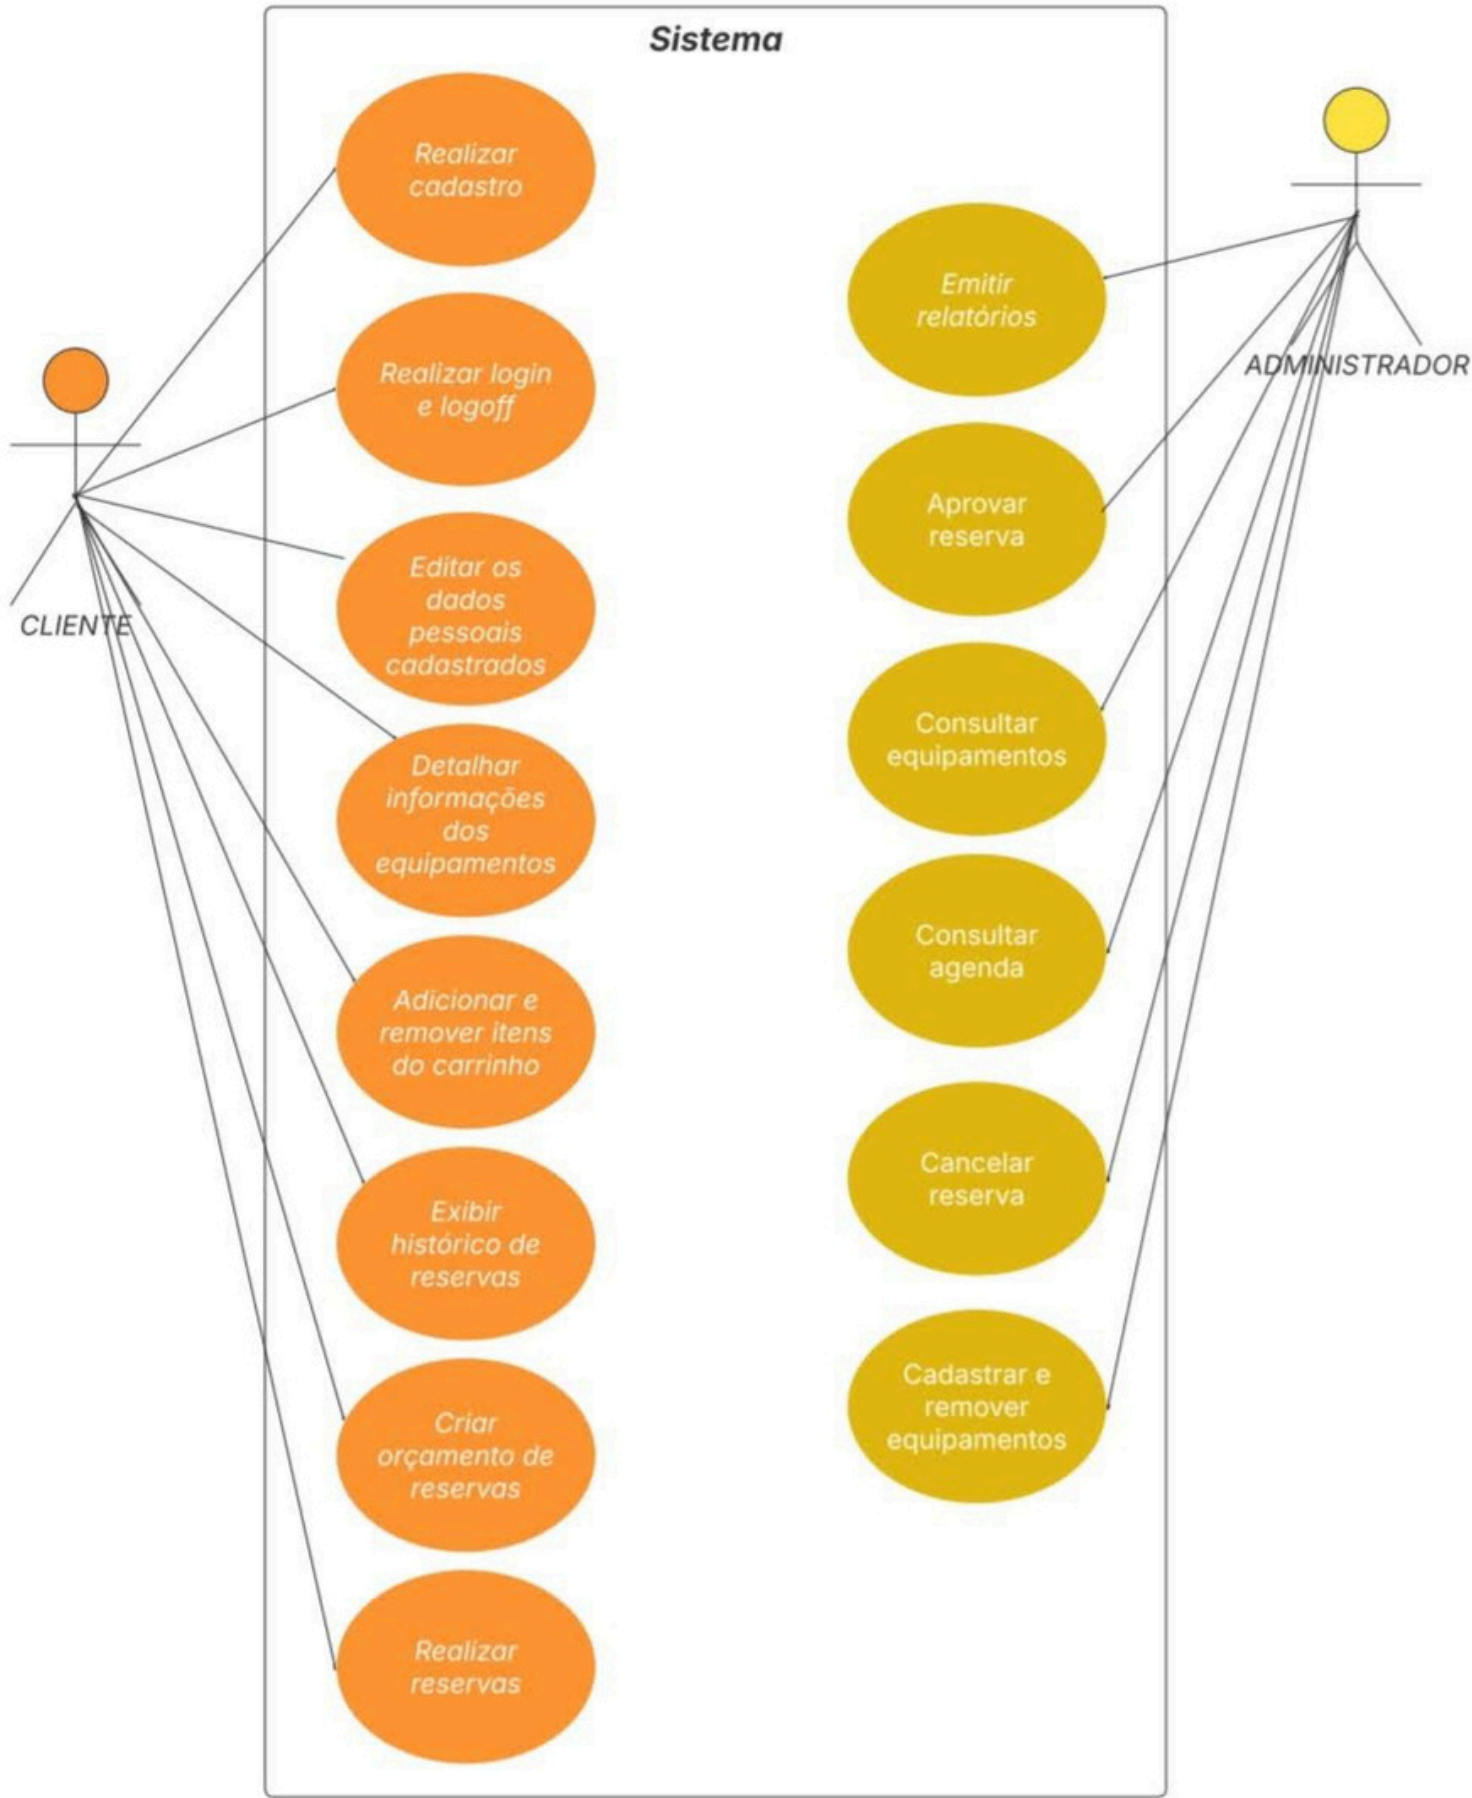 Sistema
Realizar
cadastro
Realizar login
e logoff
Editar os
dados
pessoais
cadastrados
Detalhar
informações
dos
equipamentos
Adicionar e
remover itens
do carrinho
Exibir
histórico de
reservas
Criar
orçamento de
reservas
Realizar
reservas
CLIENTE
Emitir
relatórios
Aprovar
reserva
Consultar
equipamentos
Consultar
agenda
Cancelar
reserva
Cadastrar e
remover
equipamentos
ADMINISTRADOR